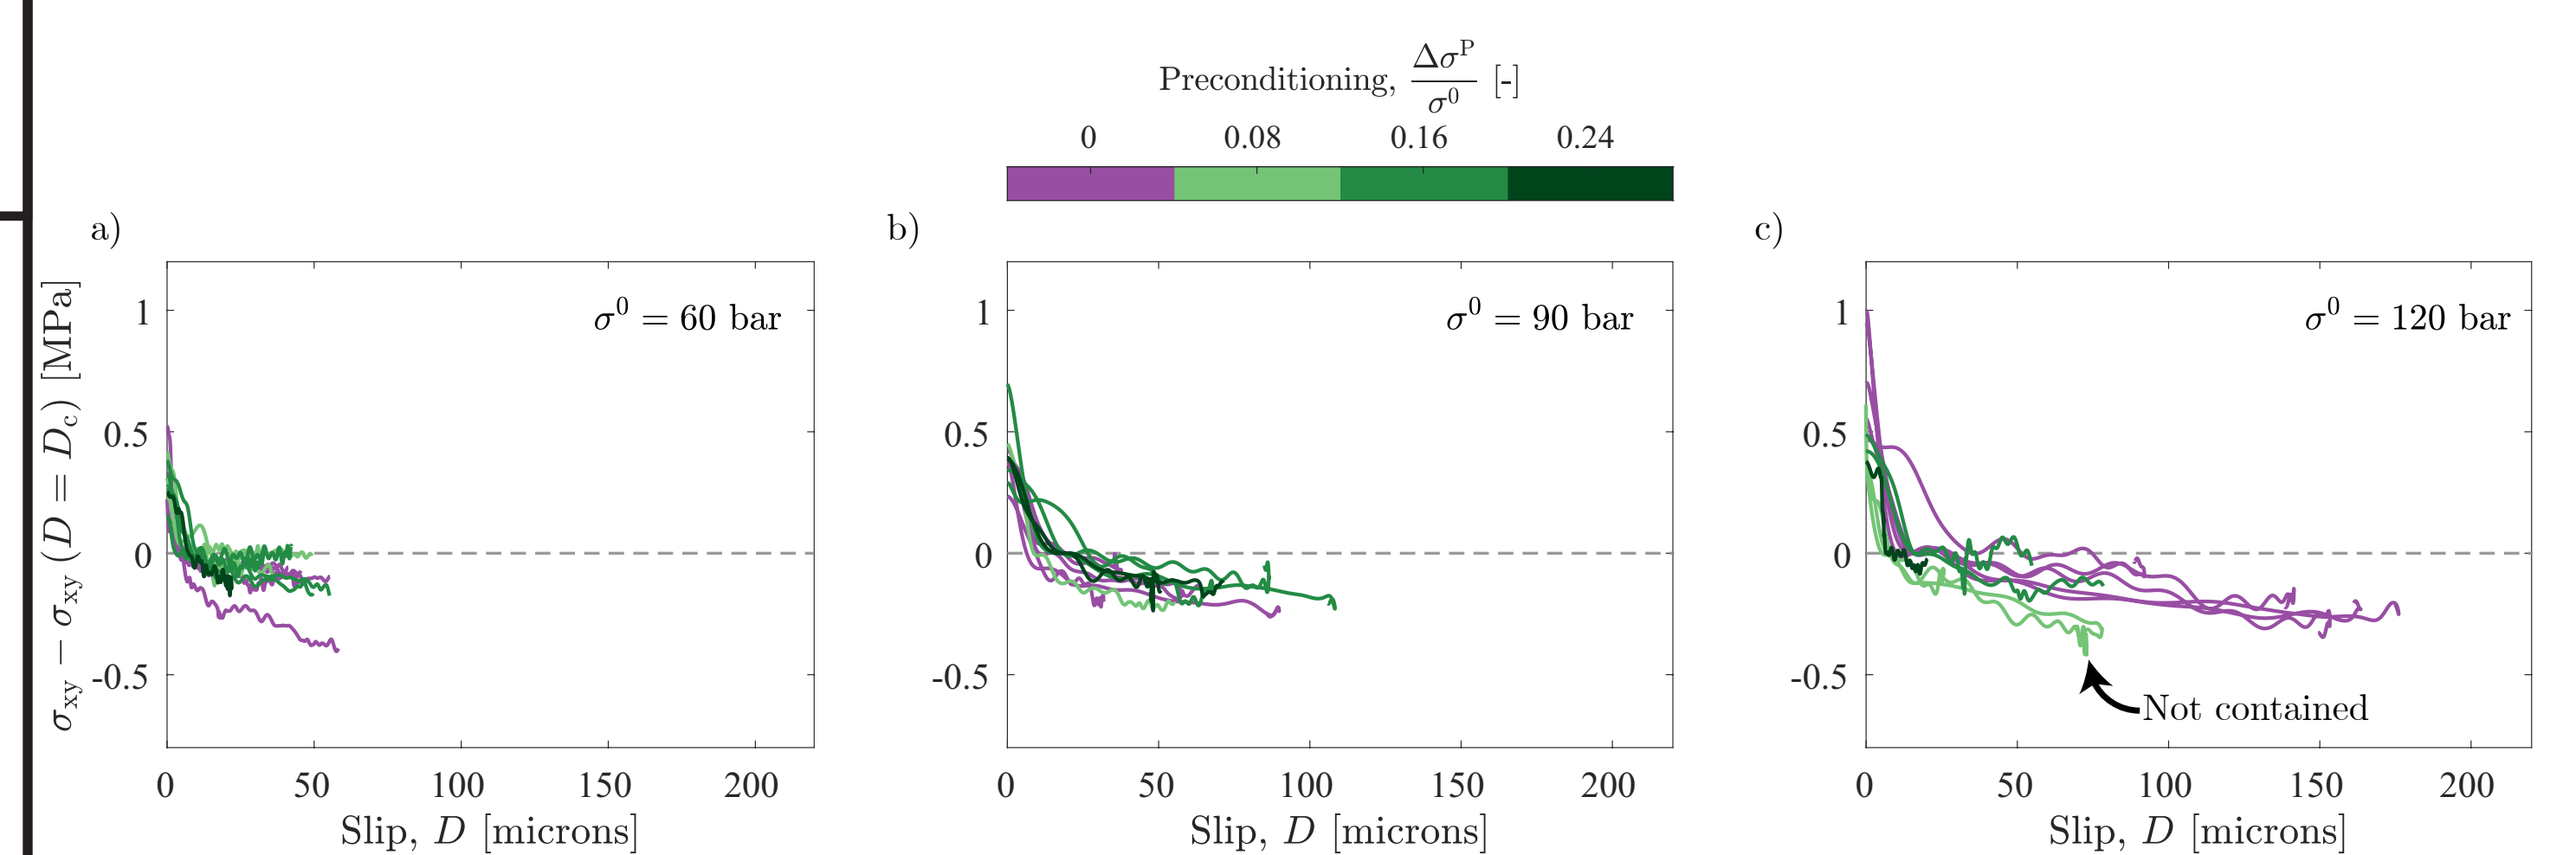 Preconditioning, Δσ^P / σ^0 [-]
0 0.08 0.16 0.24
a) b) c)
σ_xy − σ_xy (D = D_c) [MPa]
σ^0 = 60 bar
1
0.5
0
-0.5
0 50 100 150 200
Slip, D [microns]
σ^0 = 90 bar
1
0.5
0
-0.5
0 50 100 150 200
Slip, D [microns]
σ^0 = 120 bar
1
0.5
0
-0.5
Not contained
0 50 100 150 200
Slip, D [microns]